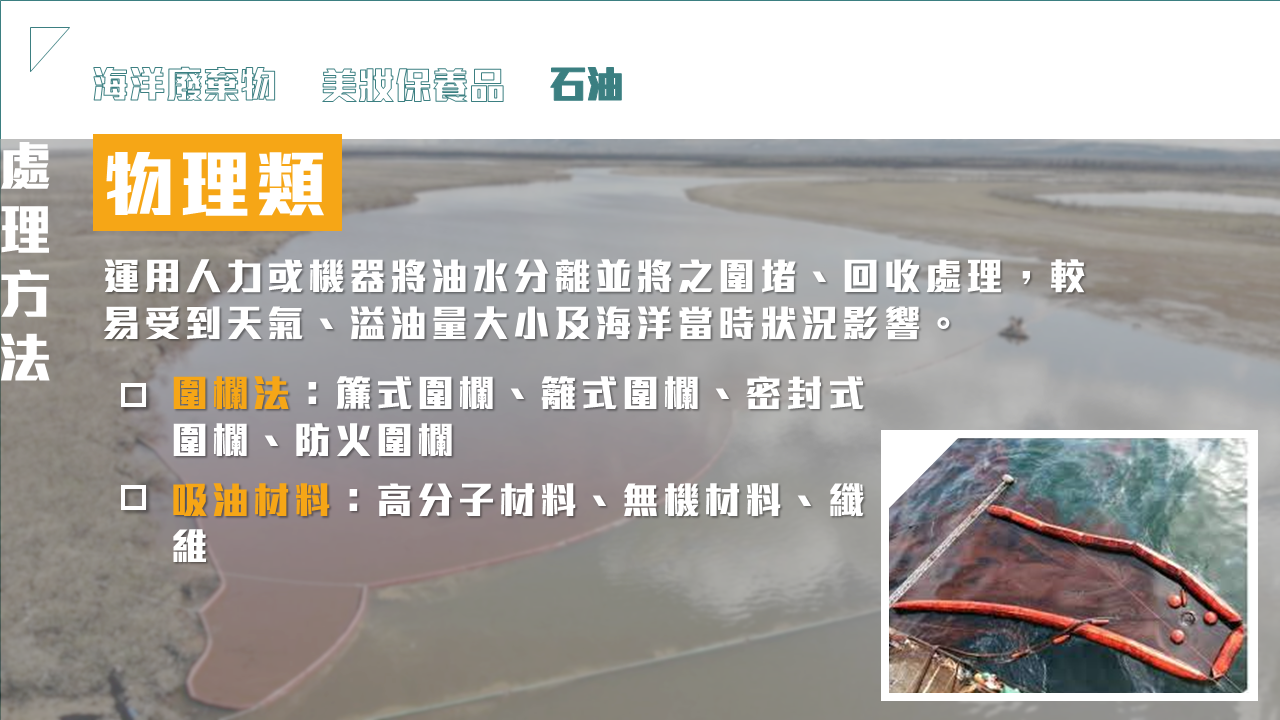 海洋廢棄物 美妝保養品 石油
處理方法
物理類
運用人力或機器將油水分離並將之圍堵、回收處理，較
易受到天氣、溢油量大小及海洋當時狀況影響。
圍欄法：簾式圍欄、籬式圍欄、密封式
圍欄、防火圍欄
吸油材料：高分子材料、無機材料、纖
維